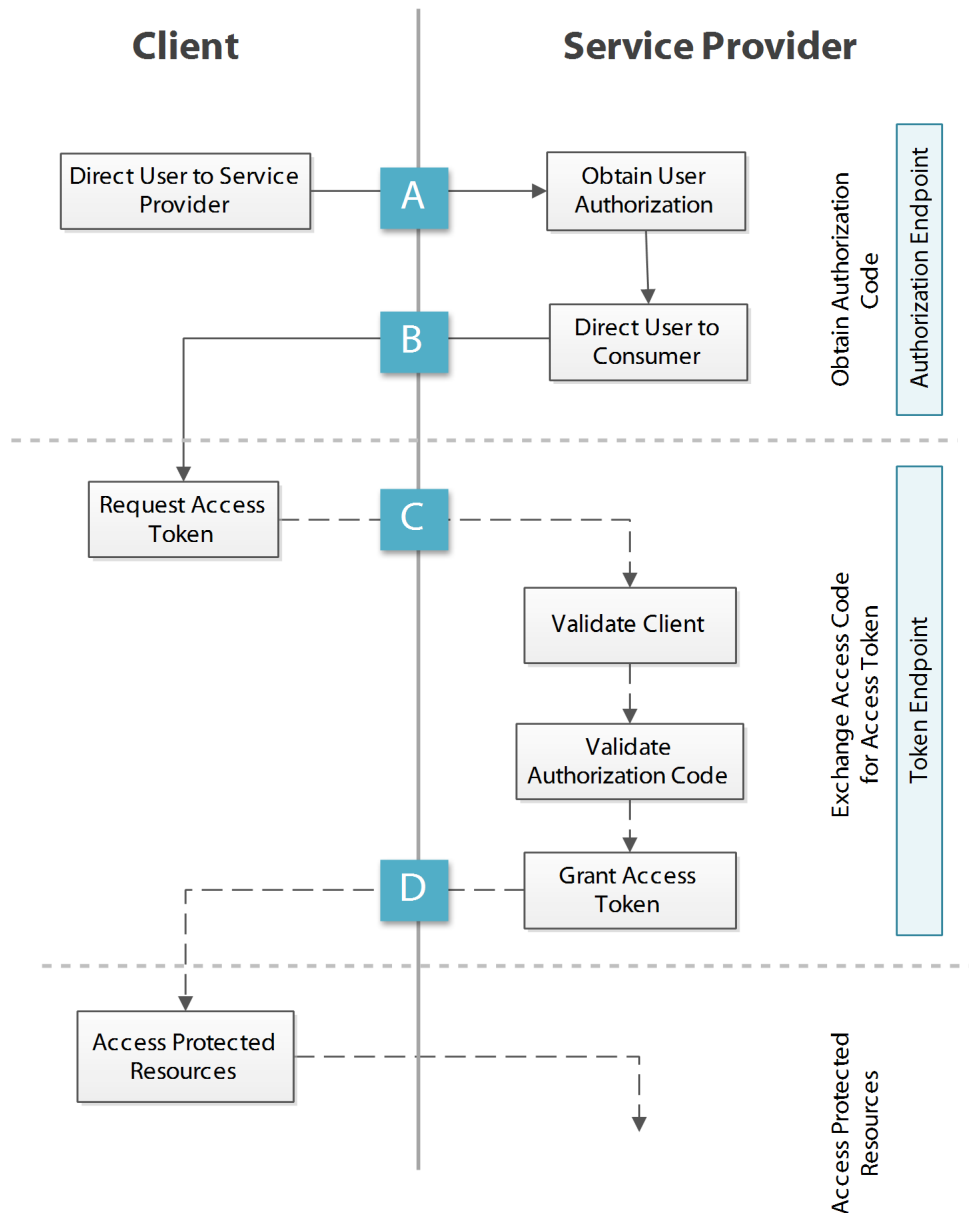 Client
Service Provider
Direct User to Service
Provider
A
Obtain User
Authorization
Obtain Authorization
Code
Authorization Endpoint
B
Direct User to
Consumer
Request Access
Token
C
Validate Client
Exchange Access Code
for Access Token
Token Endpoint
Validate
Authorization Code
D
Grant Access
Token
Access Protected
Resources
Access Protected
Resources